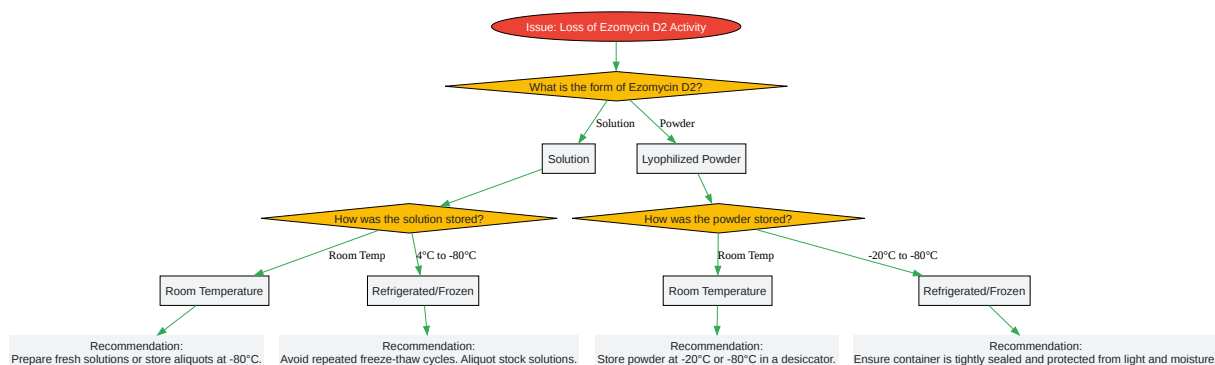 Issue: Loss of Ezomycin D2 Activity
What is the form of Ezomycin D2?
Solution
Powder
Solution
Lyophilized Powder
How was the solution stored?
How was the powder stored?
Room Temp
4°C to -80°C
Room Temp
-20°C to -80°C
Room Temperature
Refrigerated/Frozen
Room Temperature
Refrigerated/Frozen
Recommendation:
Prepare fresh solutions or store aliquots at -80°C.
Recommendation:
Avoid repeated freeze-thaw cycles. Aliquot stock solutions.
Recommendation:
Store powder at -20°C or -80°C in a desiccator.
Recommendation:
Ensure container is tightly sealed and protected from light and moisture